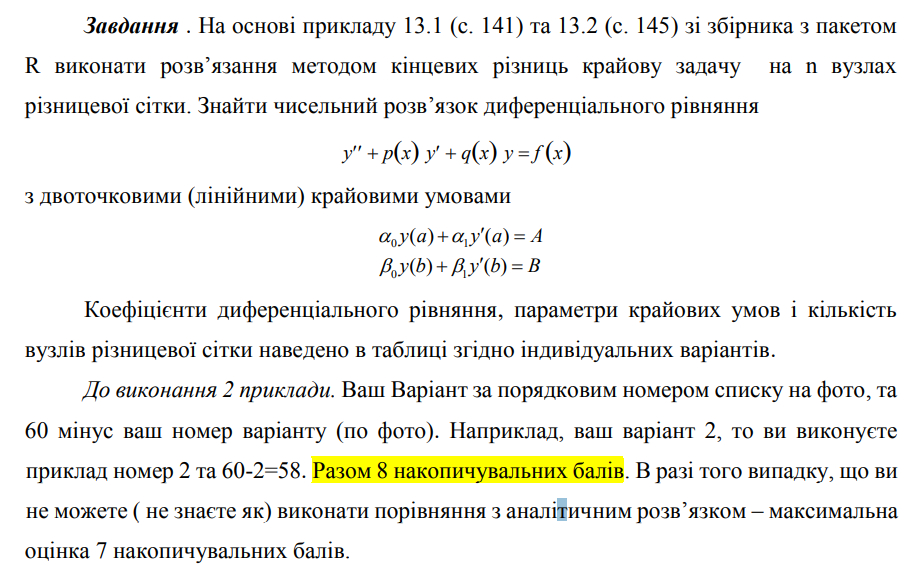 Завдання . На основі прикладу 13.1 (с. 141) та 13.2 (с. 145) зі збірника з пакетом
R виконати розв’язання методом кінцевих різниць крайову задачу на n вузлах
різницевої сітки. Знайти чисельний розв’язок диференціального рівняння
y″ + p(x) y′ + q(x) y = f (x)
з двоточковими (лінійними) крайовими умовами
α₀y(a) + α₁y′(a) = A
β₀y(b) + β₁y′(b) = B
Коефіцієнти диференціального рівняння, параметри крайових умов і кількість
вузлів різницевої сітки наведено в таблиці згідно індивідуальних варіантів.
До виконання 2 приклади. Ваш Варіант за порядковим номером списку на фото, та
60 мінус ваш номер варіанту (по фото). Наприклад, ваш варіант 2, то ви виконуєте
приклад номер 2 та 60-2=58. Разом 8 накопичувальних балів. В разі того випадку, що ви
не можете ( не знаєте як) виконати порівняння з аналітичним розв’язком – максимальна
оцінка 7 накопичувальних балів.